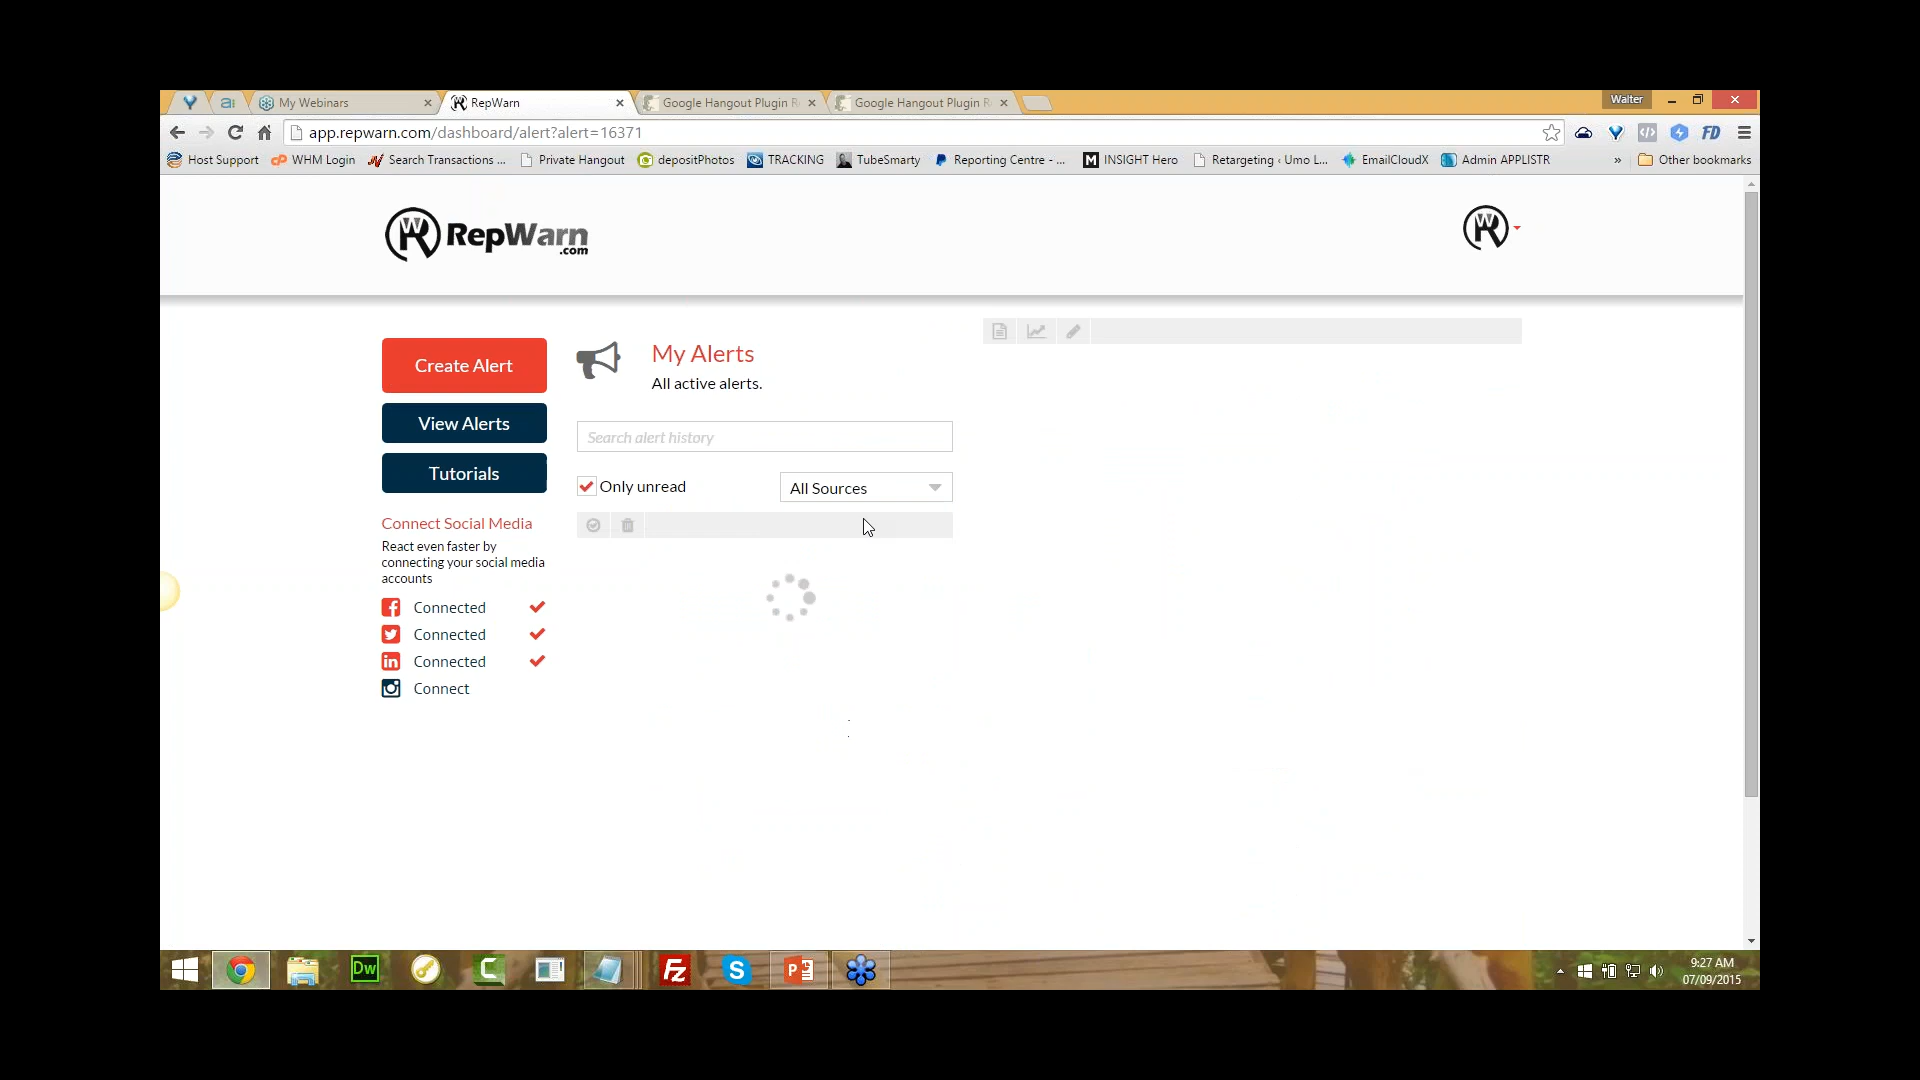 My Webinars
RepWarn
Google Hangout Plugin R
Google Hangout Plugin R
Walter
app.repwarn.com/dashboard/alert?alert=16371
Host Support
WHM Login
Search Transactions ...
Private Hangout
depositPhotos
TRACKING
TubeSmarty
Reporting Centre - ...
INSIGHT Hero
Retargeting ‹ Umo L...
EmailCloudX
Admin APPLISTR
»
Other bookmarks
RepWarn
.com
Create Alert
View Alerts
Tutorials
Connect Social Media
React even faster by
connecting your social media
accounts
Connected
Connected
Connected
Connect
My Alerts
All active alerts.
Search alert history
Only unread
All Sources
9:27 AM
07/09/2015